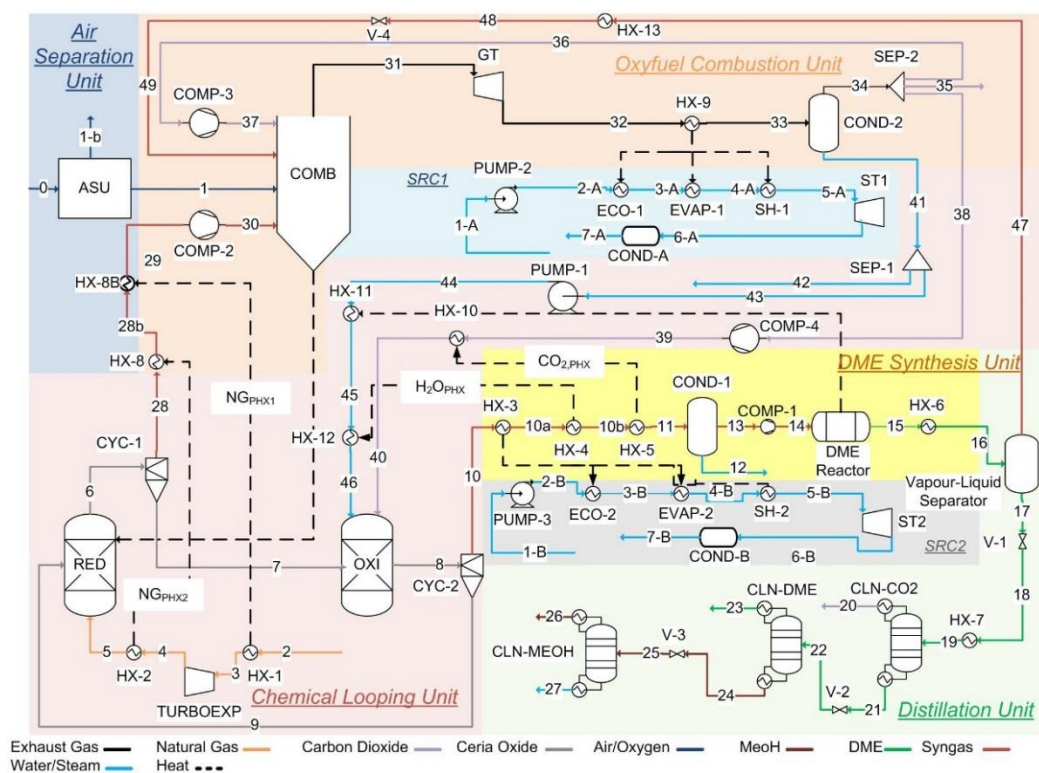 Air
Separation
Unit
48
HX-13
V-4
36
31
GT
Oxyfuel Combustion Unit
SEP-2
34
35
49
COMP-3
37
1-b
HX-9
32
33
COND-2
0
ASU
1
COMB
SRC1
PUMP-2
2-A
3-A
4-A
5-A
ST1
ECO-1
EVAP-1
SH-1
41
38
47
1-A
7-A
6-A
COND-A
COMP-2
30
29
HX-8B
SEP-1
PUMP-1
44
42
43
HX-11
HX-10
28b
HX-8
39
COMP-4
CO2,PHX
DME Synthesis Unit
H2OPHX
COND-1
NGPHX1
28
45
HX-3
10a
10b
11
13
COMP-1
14
15
HX-6
16
HX-12
HX-4
HX-5
DME
Reactor
CYC-1
40
10
12
Vapour-Liquid
Separator
6
46
2-B
3-B
4-B
5-B
PUMP-3
ECO-2
EVAP-2
SH-2
ST2
17
V-1
1-B
7-B
COND-B
6-B
SRC2
RED
7
OXI
8
CYC-2
18
NGPHX2
CLN-DME
CLN-CO2
26
23
20
HX-7
5
4
2
V-3
19
CLN-MEOH
25
22
HX-2
3
HX-1
27
24
V-2
21
TURBOEXP
Chemical Looping Unit
9
Distillation Unit
Exhaust Gas
Natural Gas
Carbon Dioxide
Ceria Oxide
Air/Oxygen
MeoH
DME
Syngas
Water/Steam
Heat